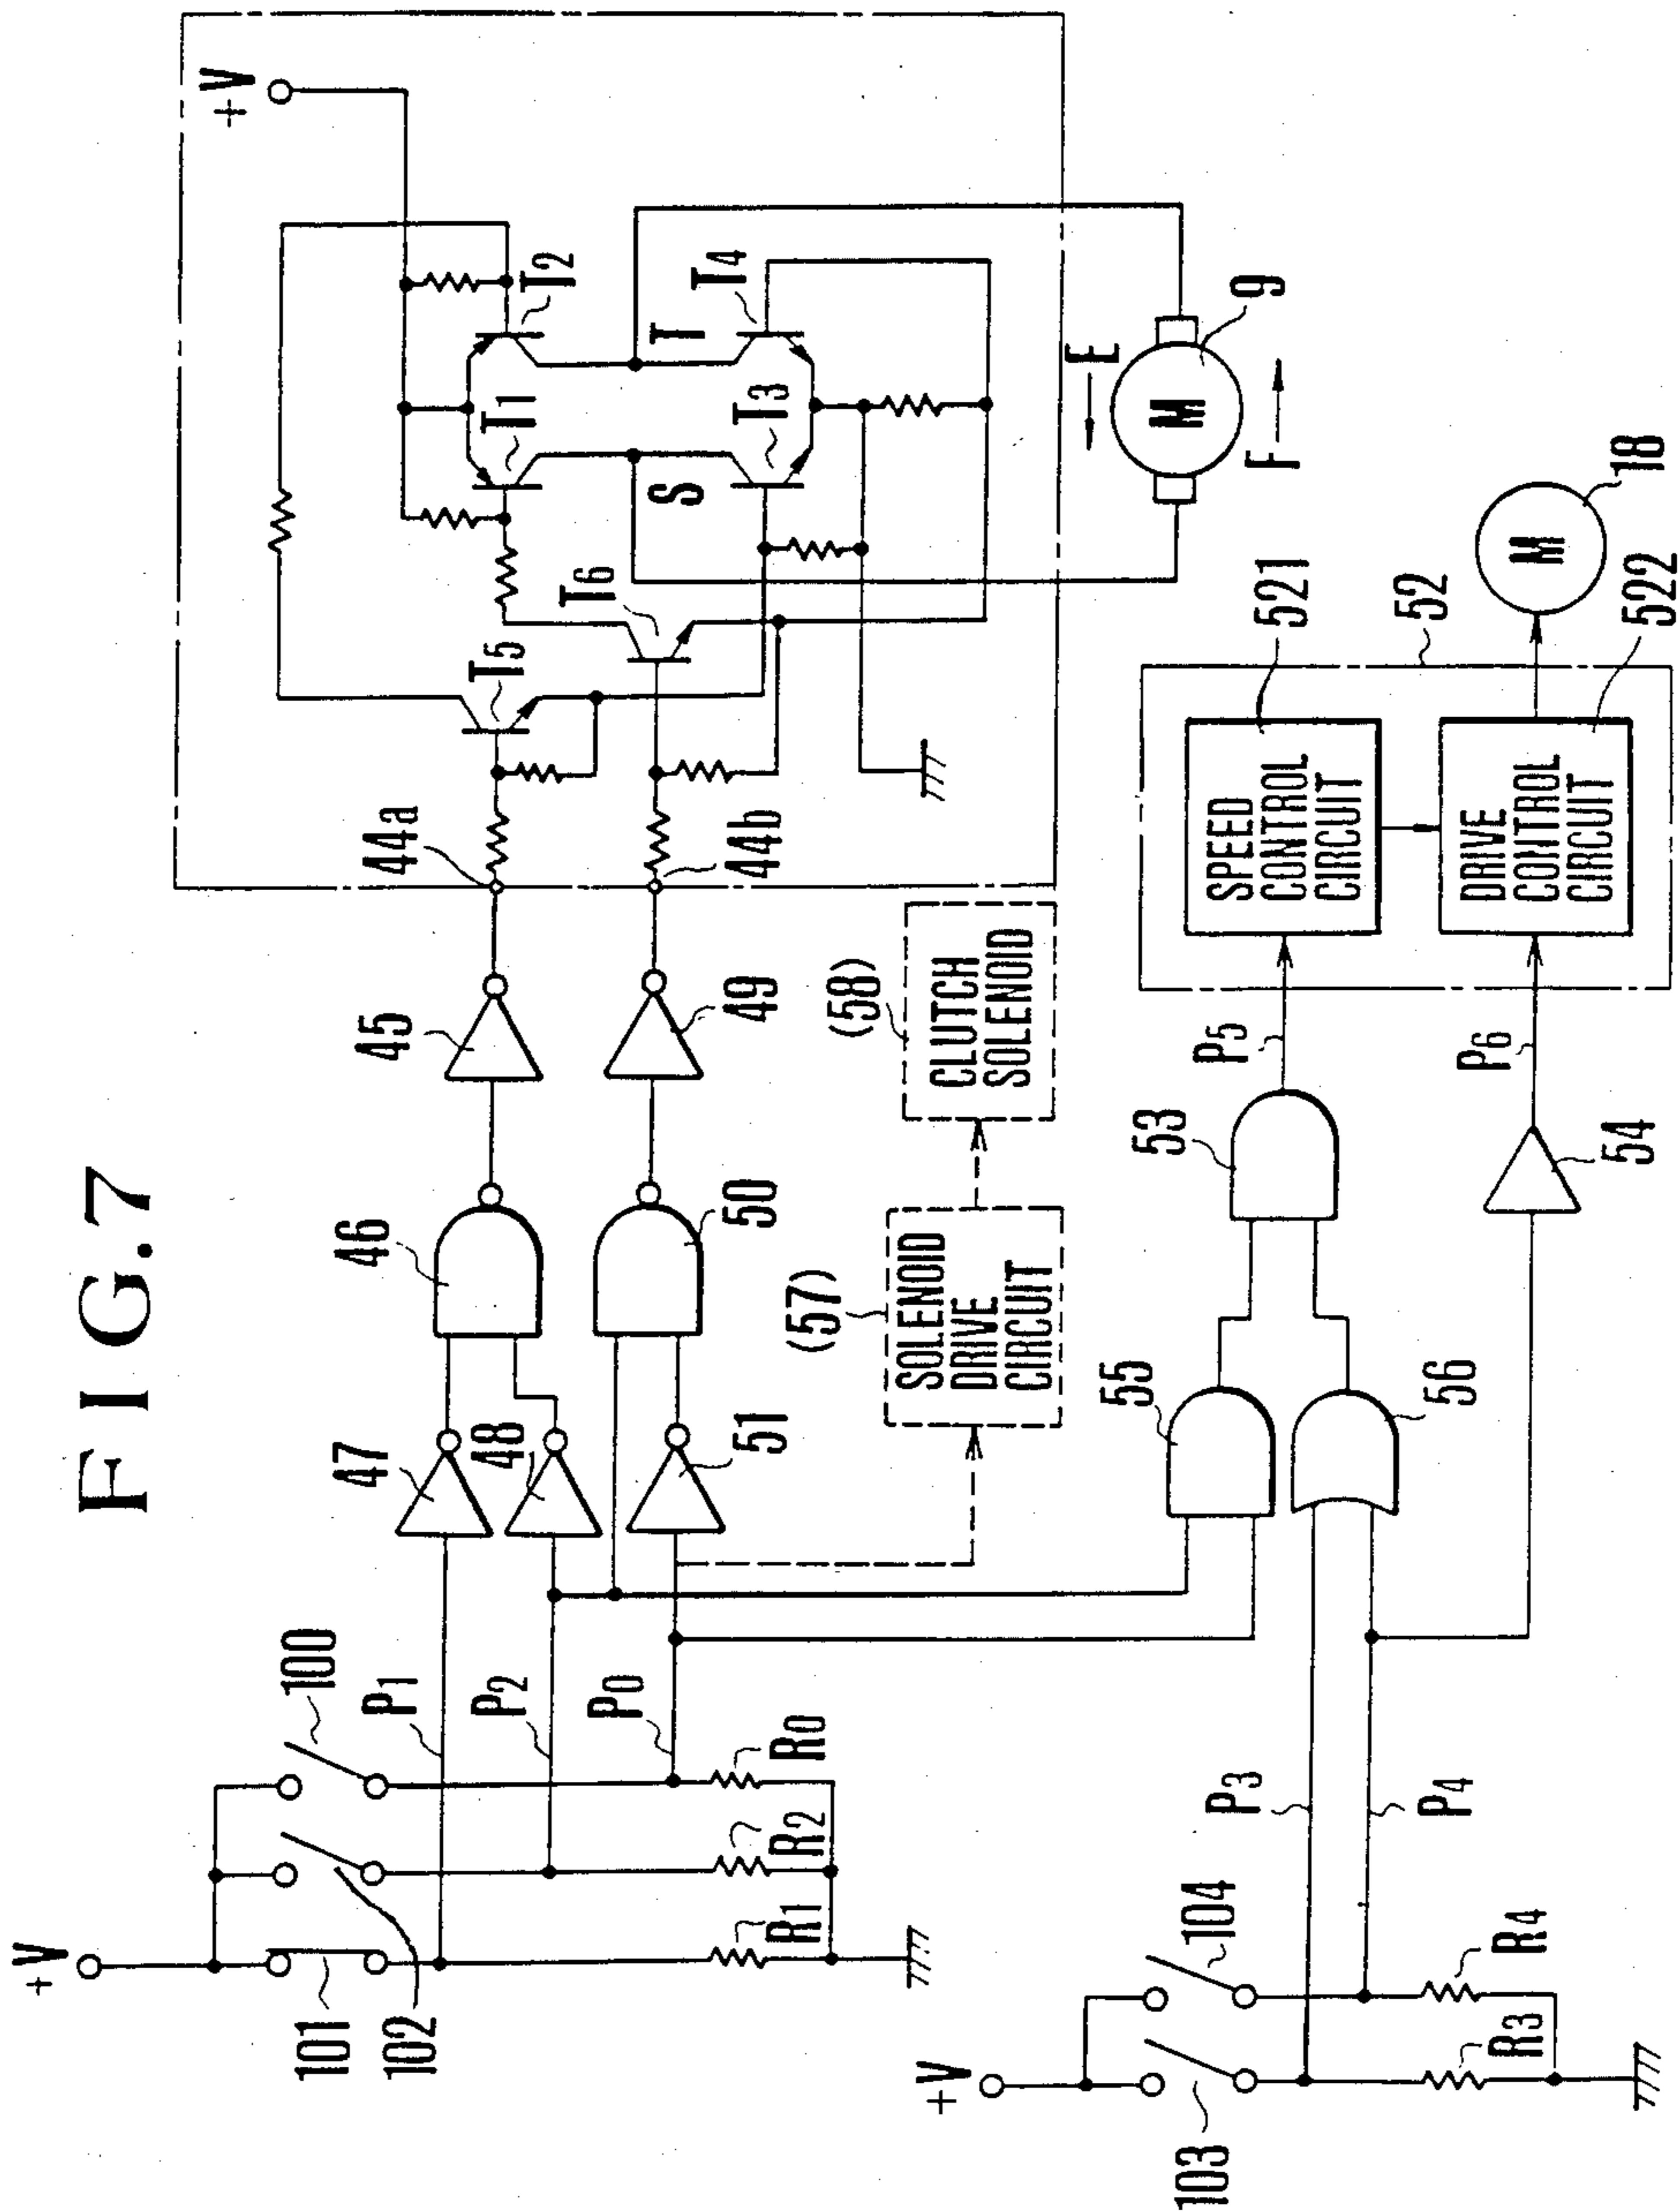 FIG.7
+V
101
102
100
P1
P2
P0
R1
R2
R0
47
48
51
46
50
45
49
44a
44b
(57)
SOLENOID
DRIVE
CIRCUIT
(58)
CLUTCH
SOLENOID
+V
T5
T6
T1
T2
S
T
T3
T4
E
M
F
9
+V
103
104
R3
R4
P3
P4
55
56
53
54
P5
P6
52
521
SPEED
CONTROL
CIRCUIT
522
DRIVE
CONTROL
CIRCUIT
M
18